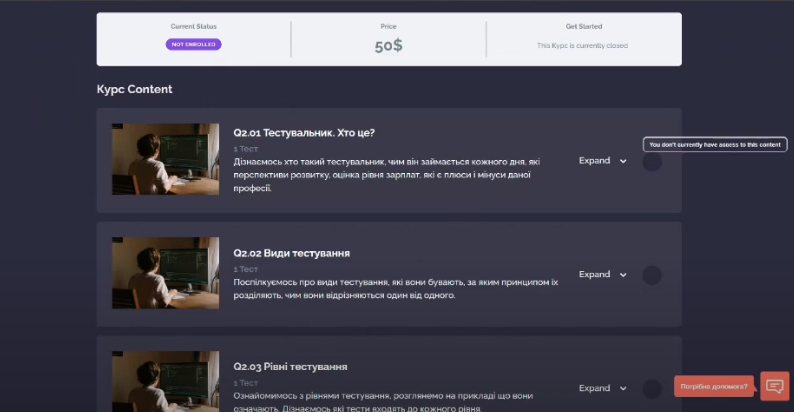 Current Status
Price
Get Started
NOT ENROLLED
50$
This Курс is currently closed
Курс Content
Q2.01 Тестувальник. Хто це?
1 Тест
Дізнаємось хто такий тестувальник, чим він займається кожного дня, які
перспективи розвитку, оцінка рівня зарплат, які є плюси і мінуси даної
професії.
Expand
You don't currently have access to this content
Q2.02 Види тестування
1 Тест
Поспілкуємось про види тестування, які вони бувають, за яким принципом їх
розділяють, чим вони відрізняються один від одного.
Expand
Q2.03 Рівні тестування
1 Тест
Ознайомимось з рівнями тестування, розглянемо на прикладі що вони
означають. Дізнаємось які тести входять до кожного рівня.
Expand
Потрібна допомога?